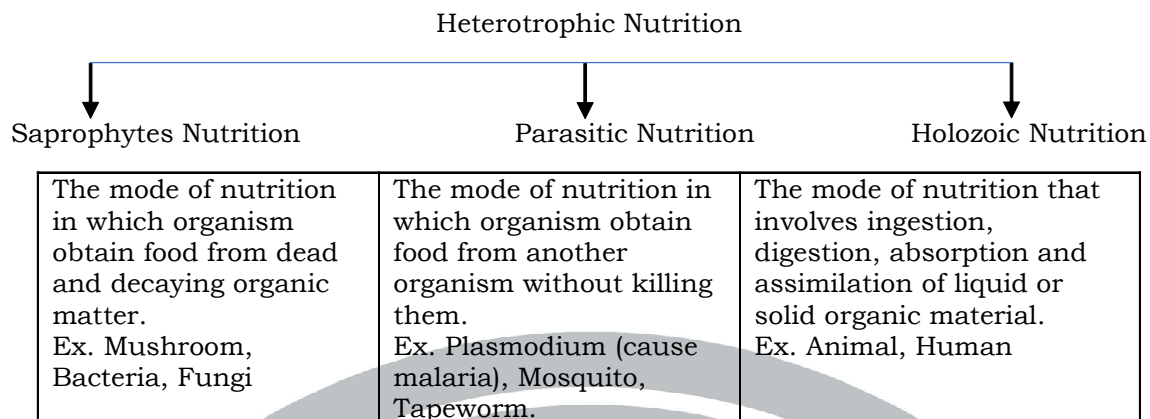 Heterotrophic Nutrition
Saprophytes Nutrition
Parasitic Nutrition
Holozoic Nutrition
The mode of nutrition
in which organism
obtain food from dead
and decaying organic
matter.
Ex. Mushroom,
Bacteria, Fungi
The mode of nutrition in
which organism obtain
food from another
organism without killing
them.
Ex. Plasmodium (cause
malaria), Mosquito,
Tapeworm.
The mode of nutrition that
involves ingestion,
digestion, absorption and
assimilation of liquid or
solid organic material.
Ex. Animal, Human